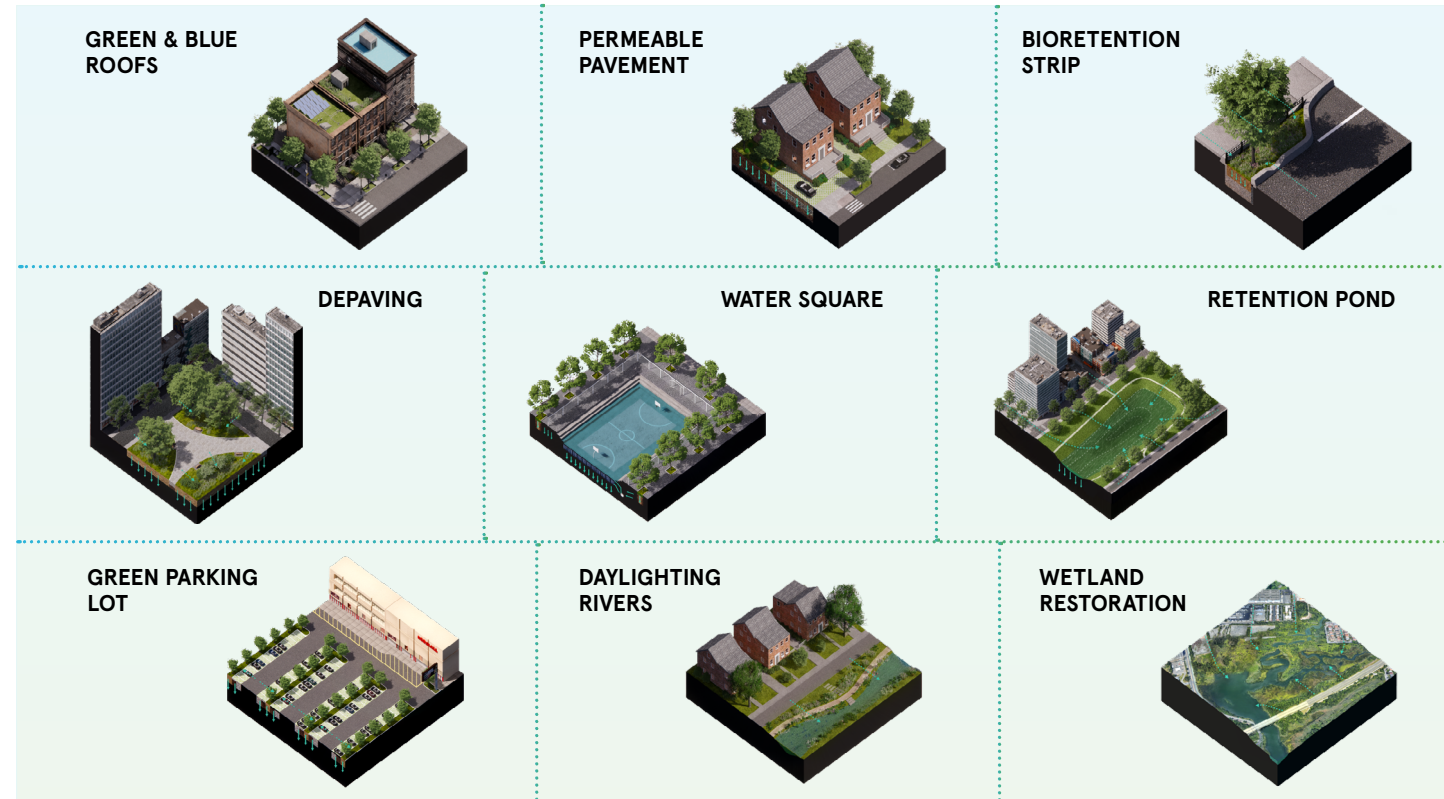 GREEN & BLUE
ROOFS
PERMEABLE
PAVEMENT
BIORETENTION
STRIP
DEPAVING
WATER SQUARE
RETENTION POND
GREEN PARKING
LOT
DAYLIGHTING
RIVERS
WETLAND
RESTORATION